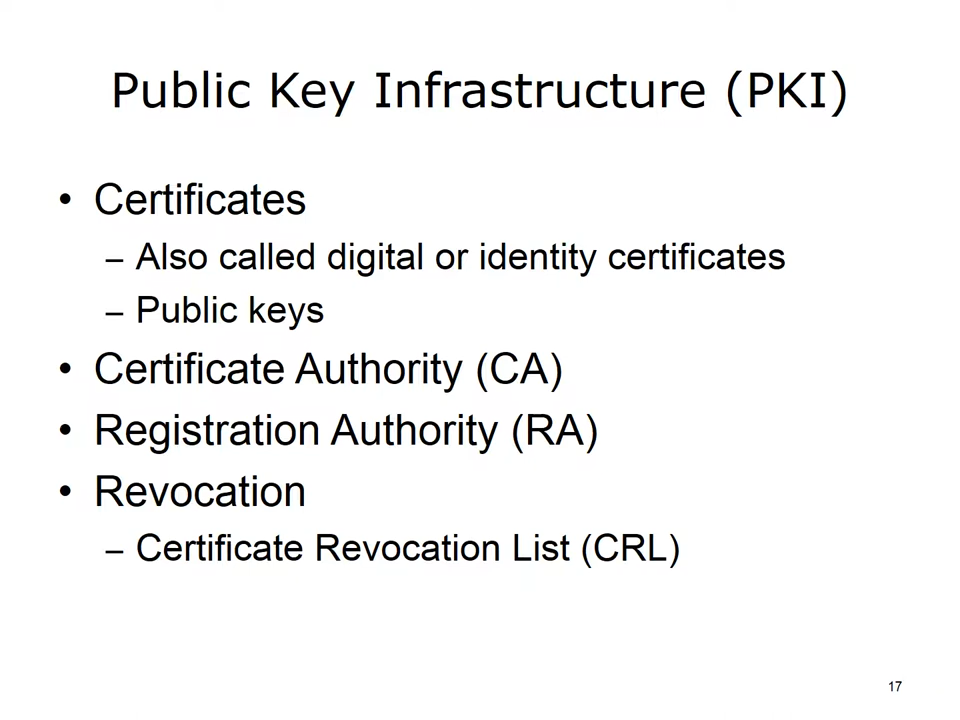 Public Key Infrastructure (PKI)
• Certificates
– Also called digital or identity certificates
– Public keys
• Certificate Authority (CA)
• Registration Authority (RA)
• Revocation
– Certificate Revocation List (CRL)
17